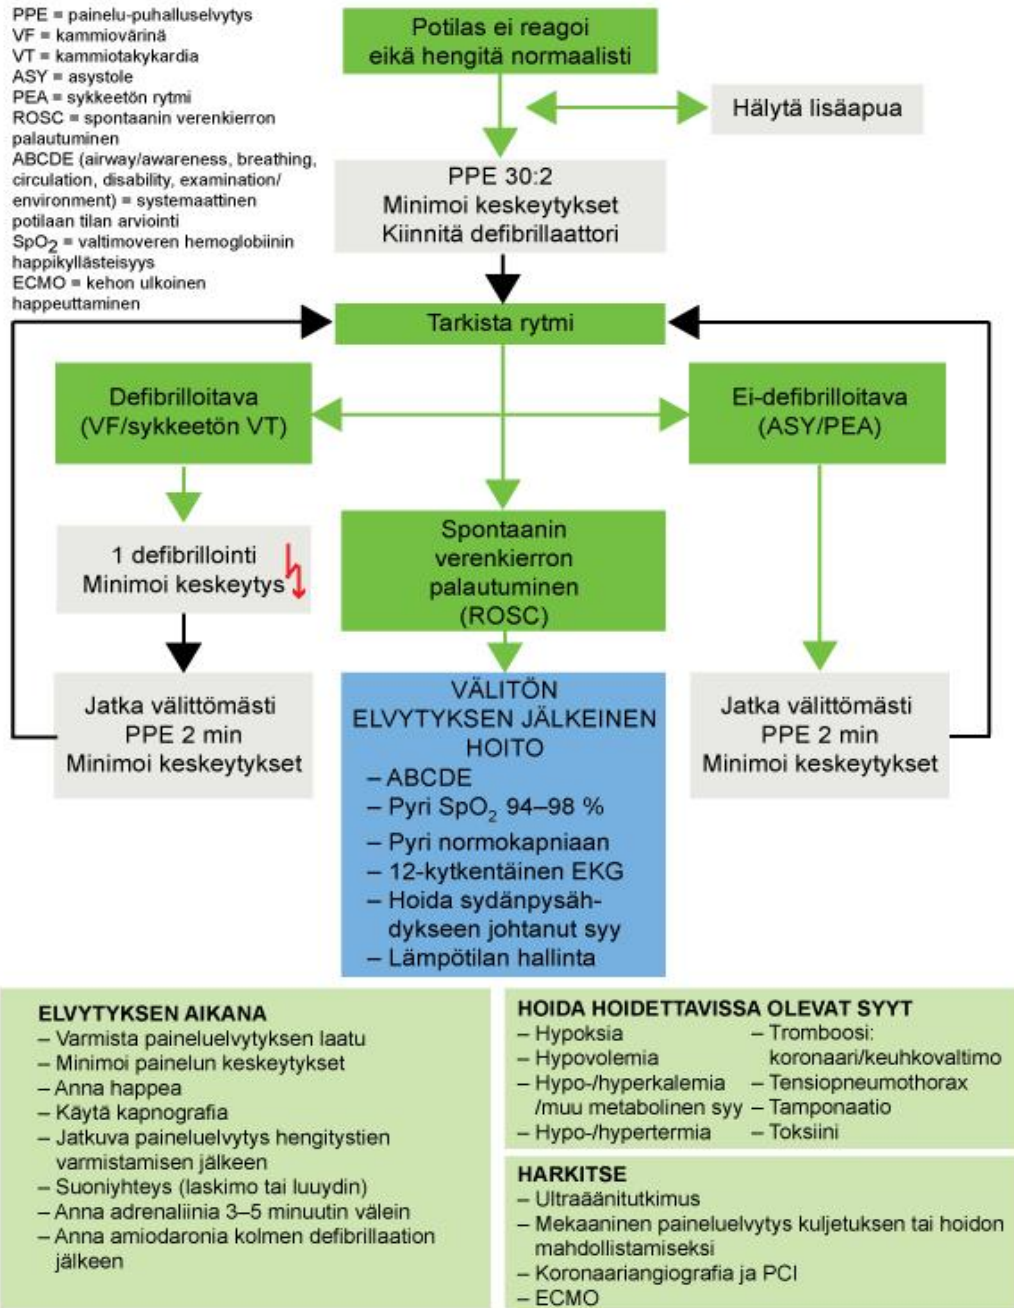 PPE = painelu-puhalluselvytys
VF = kammiovärinä
VT = kammiotakykardia
ASY = asystole
PEA = sykkeetön rytmi
ROSC = spontaanin verenkierron
palautuminen
ABCDE (airway/awareness, breathing,
circulation, disability, examination/
environment) = systemaattinen
potilaan tilan arviointi
SpO₂ = valtimoveren hemoglobiinin
happikyllästeisyys
ECMO = kehon ulkoinen
happeuttaminen
Potilas ei reagoi
eikä hengitä normaalisti
Hälytä lisäapua
PPE 30:2
Minimoi keskeytykset
Kiinnitä defibrillaattori
Tarkista rytmi
Defibrilloitava
(VF/sykkeetön VT)
Ei-defibrilloitava
(ASY/PEA)
1 defibrillointi
Minimoi keskeytys
Spontaanin
verenkierron
palautuminen
(ROSC)
Jatka välittömästi
PPE 2 min
Minimoi keskeytykset
VÄLITÖN
ELVYTYKSEN JÄLKEINEN
HOITO
– ABCDE
– Pyri SpO₂ 94–98 %
– Pyri normokapniaan
– 12-kytkentäinen EKG
– Hoida sydänpysäh-
dykseen johtanut syy
– Lämpötilan hallinta
Jatka välittömästi
PPE 2 min
Minimoi keskeytykset
ELVYTYKSEN AIKANA
– Varmista paineluelvytyksen laatu
– Minimoi painelun keskeytykset
– Anna happea
– Käytä kapnografia
– Jatkuva paineluelvytys hengitystien
varmistamisen jälkeen
– Suoniyhteys (laskimo tai luuydin)
– Anna adrenaliinia 3–5 minuutin välein
– Anna amiodaronia kolmen defibrillaation
jälkeen
HOIDA HOIDETTAVISSA OLEVAT SYYT
– Hypoksia
– Hypovolemia
– Hypo-/hyperkalemia
/muu metabolinen syy
– Hypo-/hypertermia
– Tromboosi:
koronaari/keuhkovaltimo
– Tensiopneumothorax
– Tamponaatio
– Toksiini
HARKITSE
– Ultraäänitutkimus
– Mekaaninen paineluelvytys kuljetuksen tai hoidon
mahdollistamiseksi
– Koronaariangiografia ja PCI
– ECMO